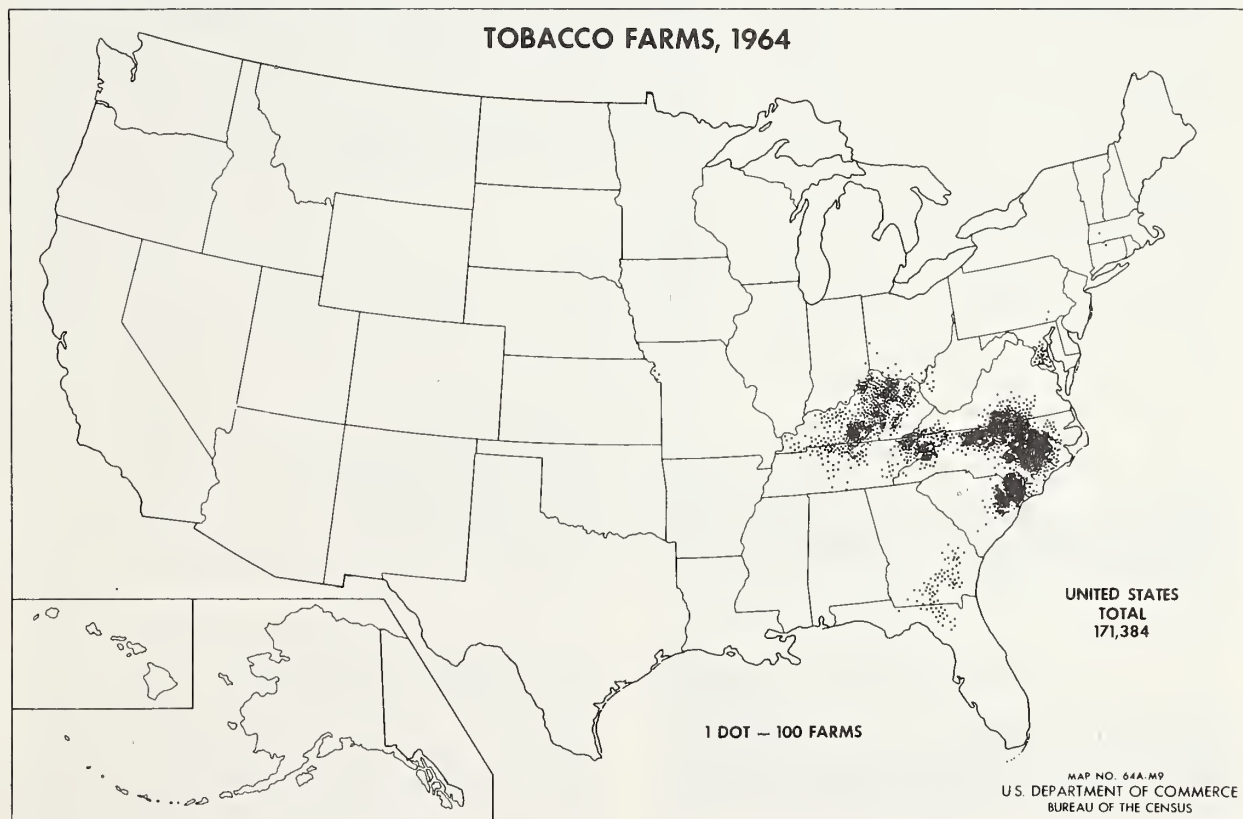 TOBACCO FARMS, 1964
UNITED STATES
TOTAL
171,384
1 DOT — 100 FARMS
MAP NO. 64A-M9
U.S. DEPARTMENT OF COMMERCE
BUREAU OF THE CENSUS